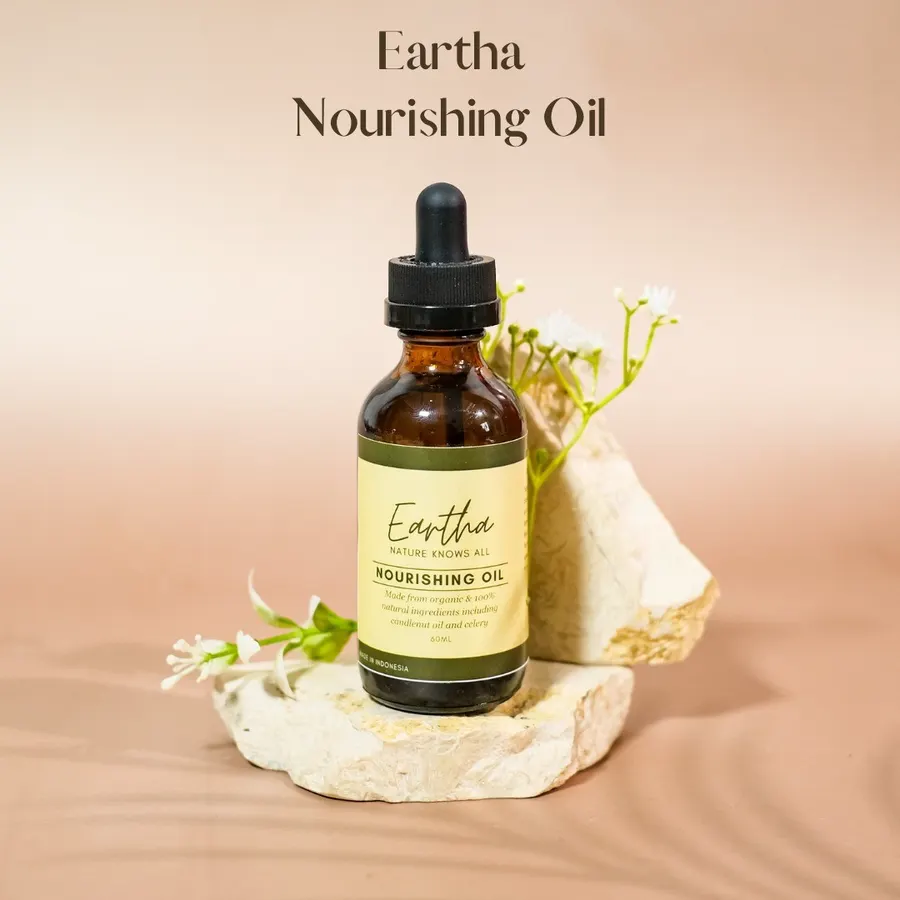 Eartha
Nourishing Oil
Eartha
NATURE KNOWS ALL
NOURISHING OIL
Made from organic & 100%
natural ingredients including
candlenut oil and celery
60ML
IN INDONESIA